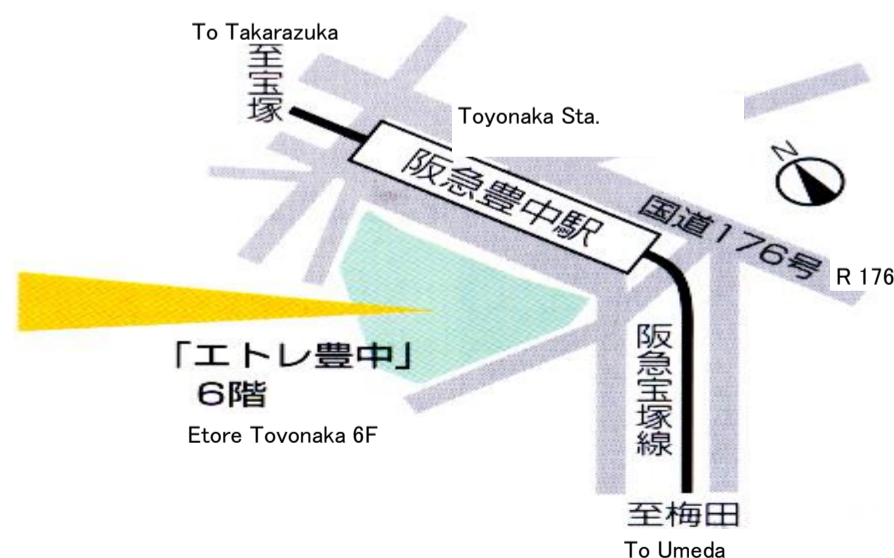 To Takarazuka
至宝塚
Toyonaka Sta.
阪急豊中駅
N
国道176号
R 176
「エトレ豊中」
6階
Etore Tovonaka 6F
阪急宝塚線
至梅田
To Umeda